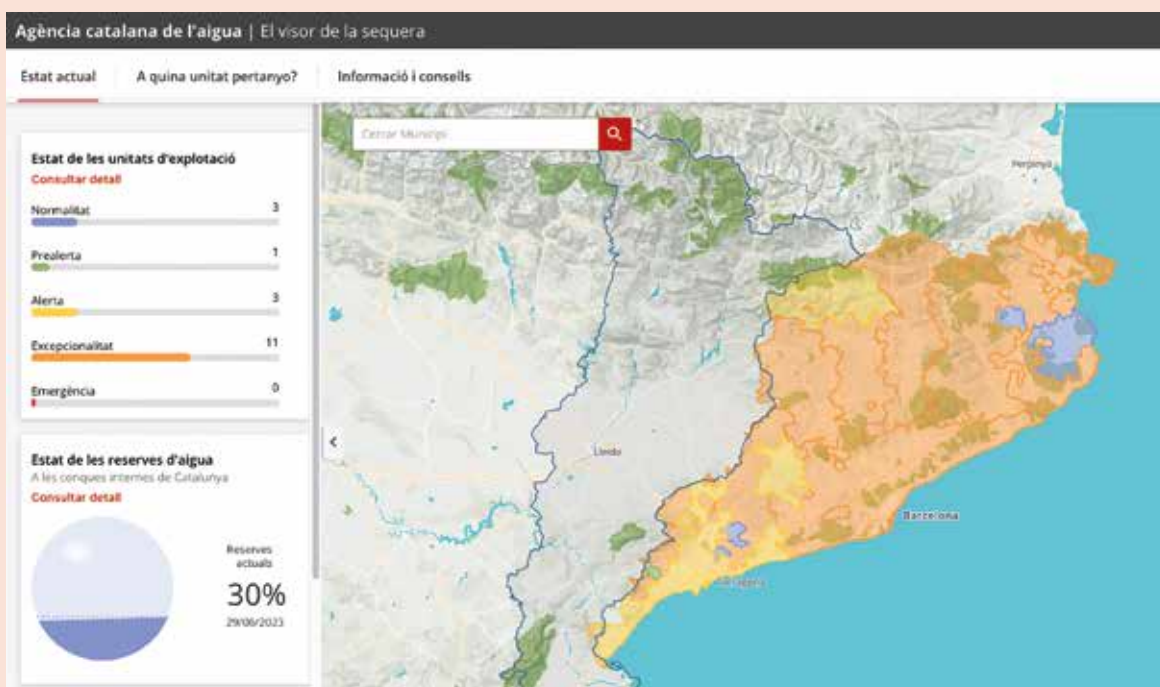 Agència catalana de l'aigua | El visor de la sequera
Estat actual
A quina unitat pertanyo?
Informació i consells
Cercar Municipi
Estat de les unitats d'explotació
Consultar detall
Normalitat 3
Prealerta 1
Alerta 3
Excepcionalitat 11
Emergència 0
Estat de les reserves d'aigua
A les conques internes de Catalunya
Consultar detall
Reserves
actuals
30%
29/06/2023
Perpinyà
Lleida
Barcelona